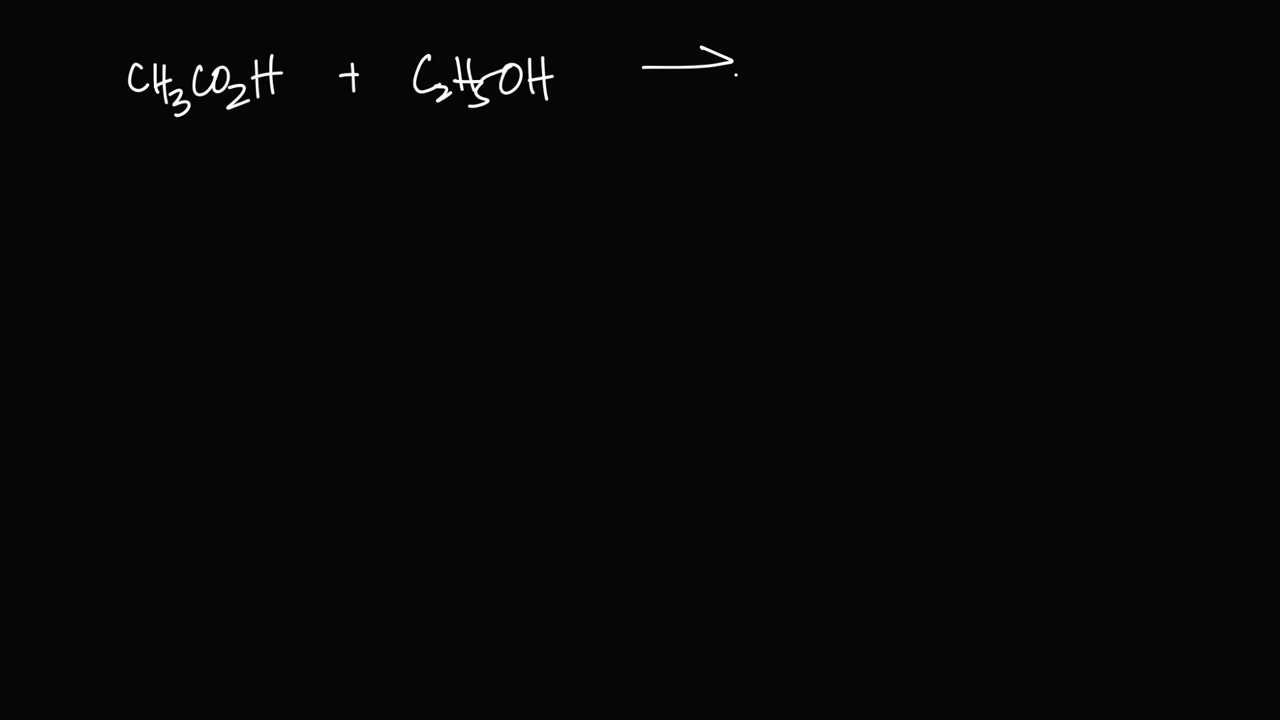 CH₃CO₂H + C₂H₅OH →